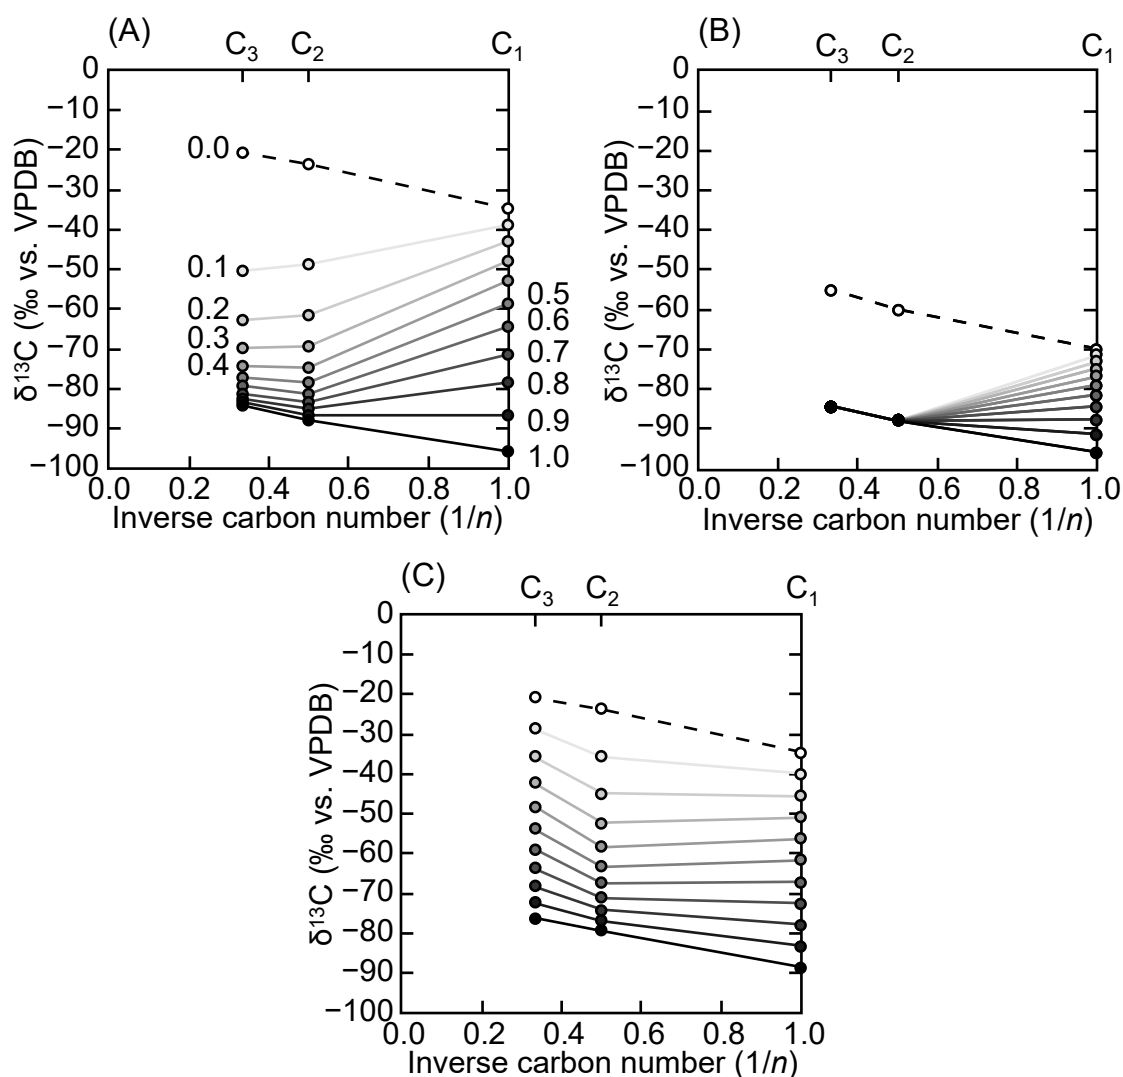 (A)
C₃ C₂ C₁
0
−10
−20
−30
−40
−50
−60
−70
−80
−90
−100
δ¹³C (‰ vs. VPDB)
0.0
0.1
0.2
0.3
0.4
0.5
0.6
0.7
0.8
0.9
1.0
0.0 0.2 0.4 0.6 0.8 1.0
Inverse carbon number (1/n)
(B)
C₃ C₂ C₁
0
−10
−20
−30
−40
−50
−60
−70
−80
−90
−100
δ¹³C (‰ vs. VPDB)
0.0 0.2 0.4 0.6 0.8 1.0
Inverse carbon number (1/n)
(C)
C₃ C₂ C₁
0
−10
−20
−30
−40
−50
−60
−70
−80
−90
−100
δ¹³C (‰ vs. VPDB)
0.0 0.2 0.4 0.6 0.8 1.0
Inverse carbon number (1/n)